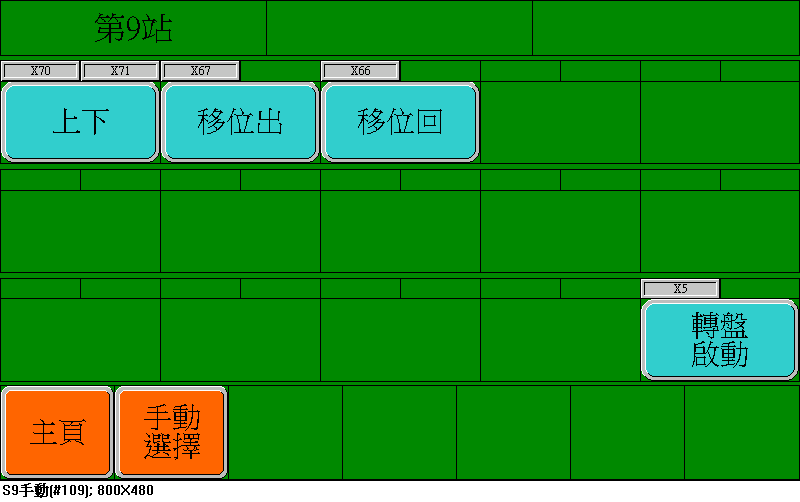 第9站
X70 X71 X67 X66
上下 移位出 移位回
X5
轉盤
啟動
主頁 手動
選擇
S9手動(#109); 800X480